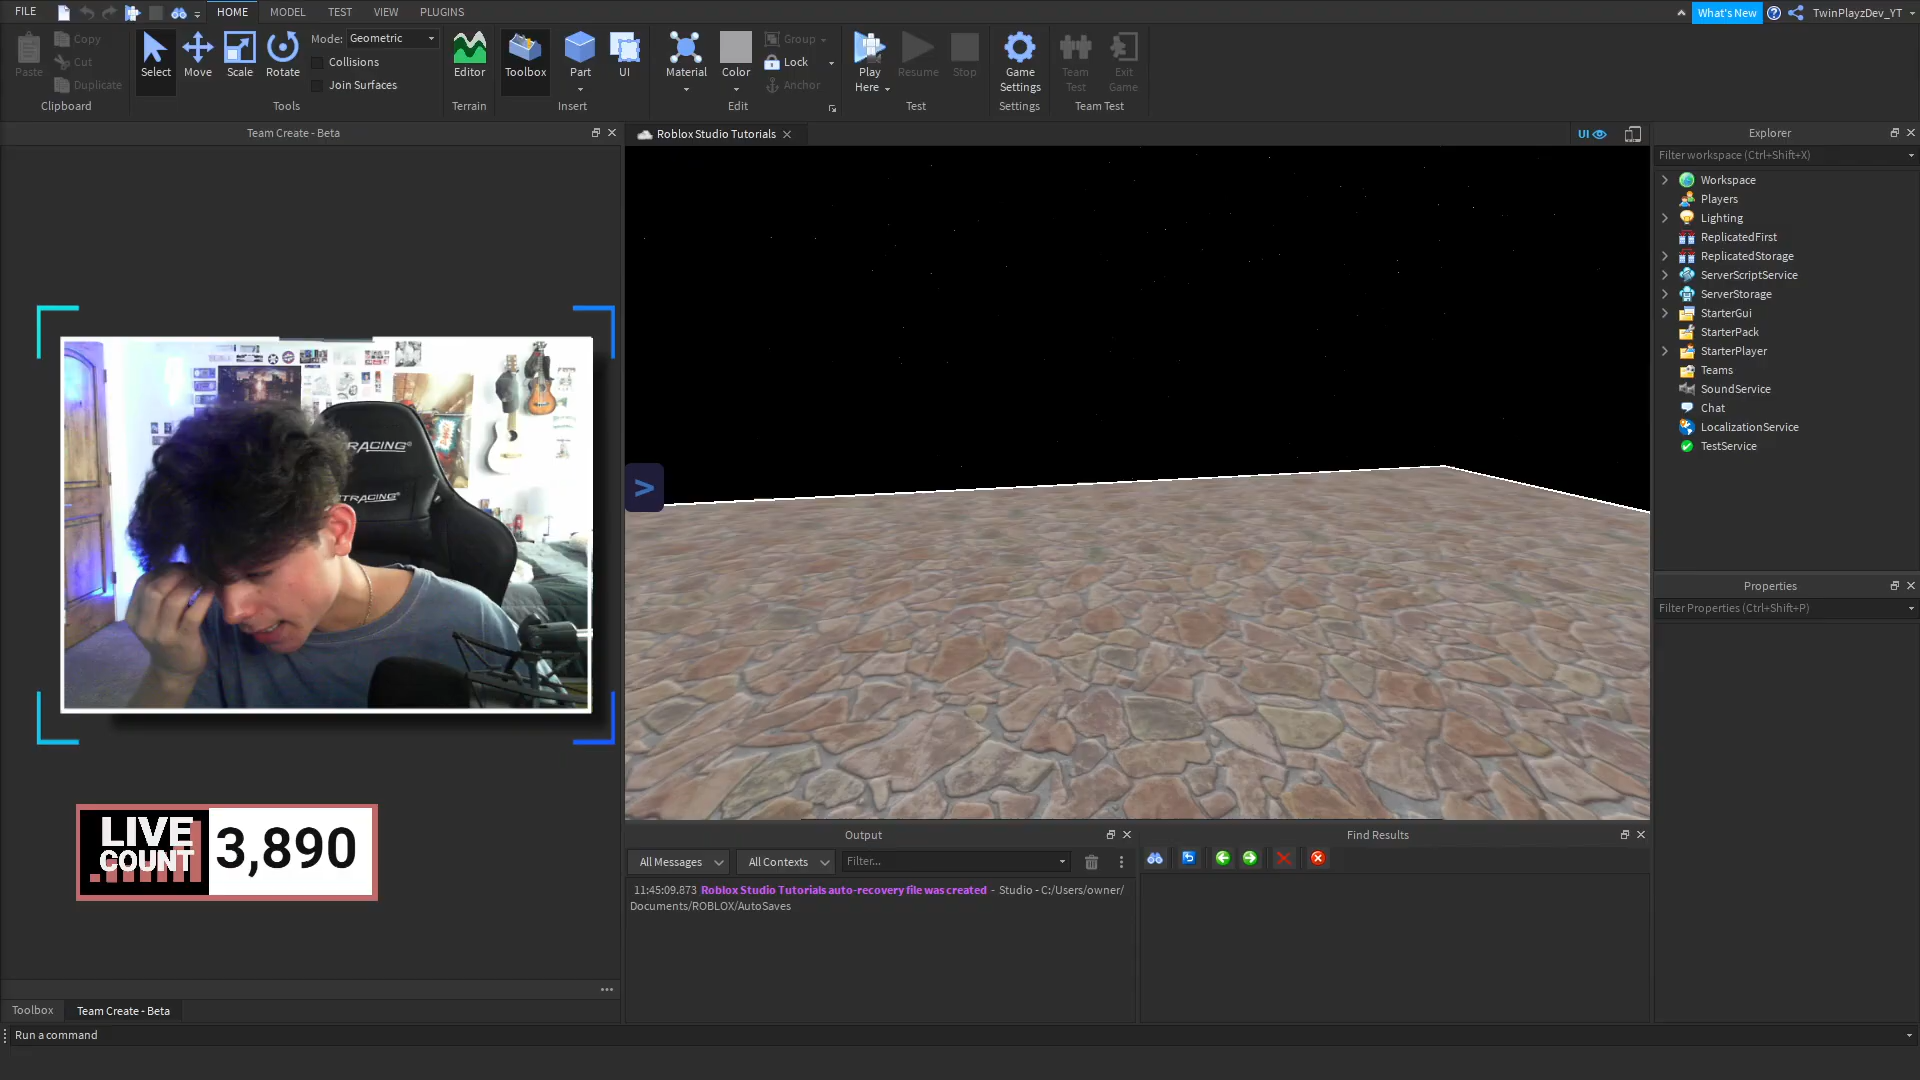 FILE
HOME
MODEL
TEST
VIEW
PLUGINS
What's New
TwinPlayzDev_YT
Paste
Copy
Cut
Duplicate
Clipboard
Select
Move
Scale
Rotate
Mode:
Geometric
Collisions
Join Surfaces
Tools
Editor
Terrain
Toolbox
Part
UI
Insert
Material
Color
Group
Lock
Anchor
Edit
Play
Here
Resume
Stop
Test
Game
Settings
Settings
Team
Test
Exit
Game
Team Test
Team Create - Beta
Roblox Studio Tutorials
UI
Explorer
Filter workspace (Ctrl+Shift+X)
Workspace
Players
Lighting
ReplicatedFirst
ReplicatedStorage
ServerScriptService
ServerStorage
StarterGui
StarterPack
StarterPlayer
Teams
SoundService
Chat
LocalizationService
TestService
Properties
Filter Properties (Ctrl+Shift+P)
RACING
TRACING
>
LIVE
COUNT
3,890
Output
All Messages
All Contexts
Filter...
11:45:09.873 Roblox Studio Tutorials auto-recovery file was created - Studio - C:/Users/owner/
Documents/ROBLOX/AutoSaves
Find Results
Toolbox
Team Create - Beta
Run a command